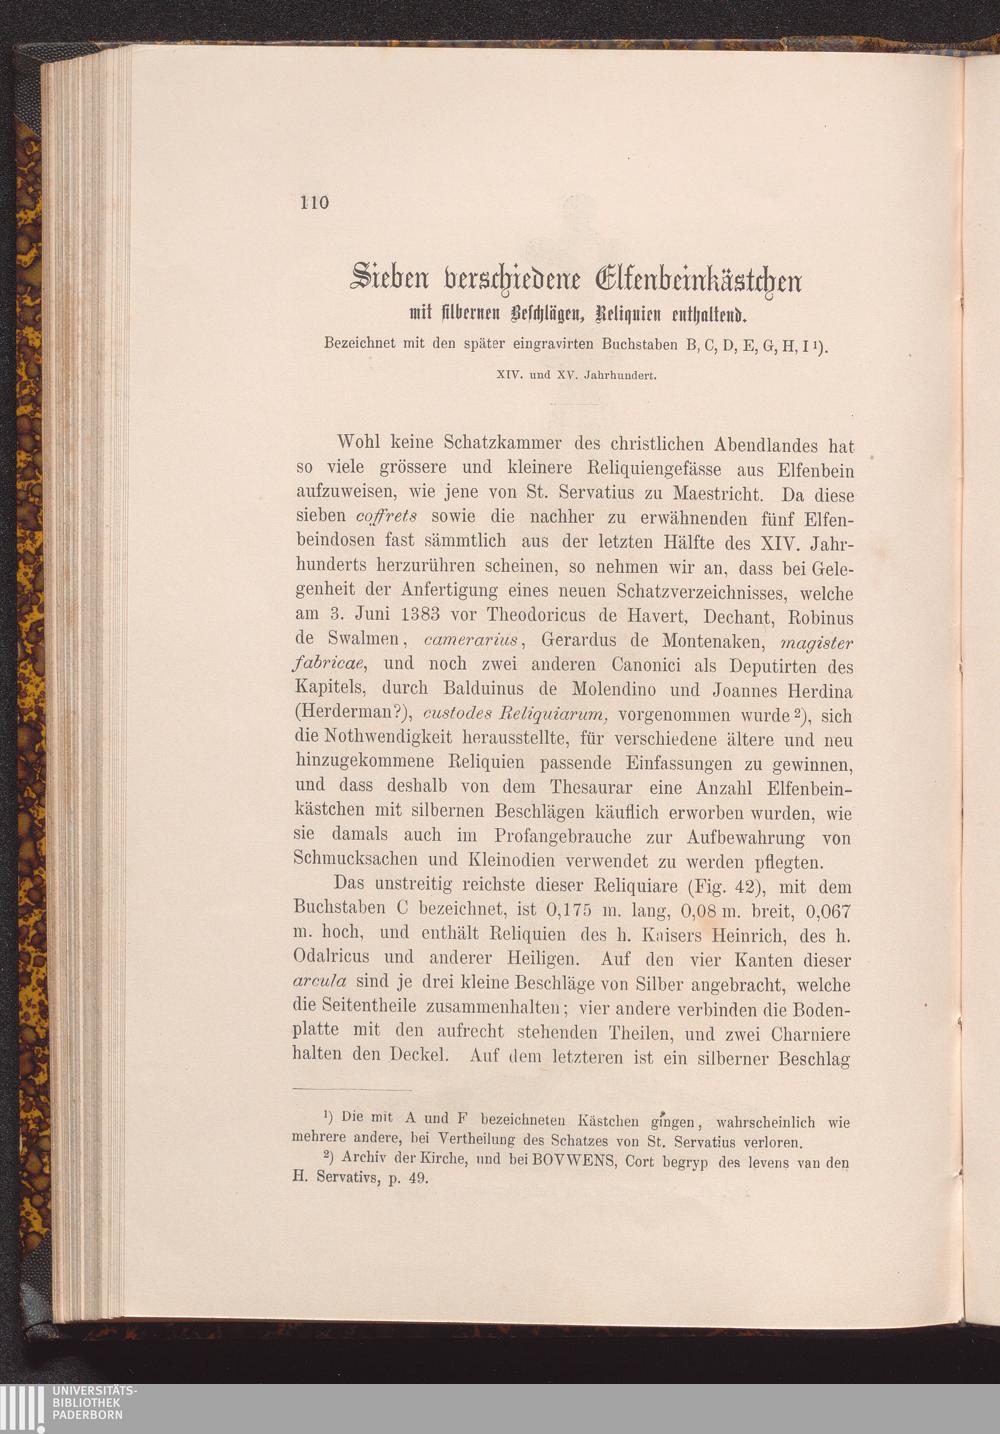 110
Sieben verschiedene Elfenbeinkästchen
mit silbernen Beschlägen, Reliquien enthaltend.
Bezeichnet mit den später eingravirten Buchstaben B, C, D, E, G, H, I ¹).
XIV. und XV. Jahrhundert.
Wohl keine Schatzkammer des christlichen Abendlandes hat
so viele grössere und kleinere Reliquiengefässe aus Elfenbein
aufzuweisen, wie jene von St. Servatius zu Maestricht. Da diese
sieben coffrets sowie die nachher zu erwähnenden fünf Elfen-
beindosen fast sämmtlich aus der letzten Hälfte des XIV. Jahr-
hunderts herzurühren scheinen, so nehmen wir an, dass bei Gele-
genheit der Anfertigung eines neuen Schatzverzeichnisses, welche
am 3. Juni 1383 vor Theodoricus de Havert, Dechant, Robinus
de Swalmen, camerarius, Gerardus de Montenaken, magister
fabricae, und noch zwei anderen Canonici als Deputirten des
Kapitels, durch Balduinus de Molendino und Joannes Herdina
(Herderman?), custodes Reliquiarum, vorgenommen wurde ²), sich
die Nothwendigkeit herausstellte, für verschiedene ältere und neu
hinzugekommene Reliquien passende Einfassungen zu gewinnen,
und dass deshalb von dem Thesaurar eine Anzahl Elfenbein-
kästchen mit silbernen Beschlägen käuflich erworben wurden, wie
sie damals auch im Profangebrauche zur Aufbewahrung von
Schmucksachen und Kleinodien verwendet zu werden pflegten.
Das unstreitig reichste dieser Reliquiare (Fig. 42), mit dem
Buchstaben C bezeichnet, ist 0,175 m. lang, 0,08 m. breit, 0,067
m. hoch, und enthält Reliquien des h. Kaisers Heinrich, des h.
Odalricus und anderer Heiligen. Auf den vier Kanten dieser
arcula sind je drei kleine Beschläge von Silber angebracht, welche
die Seitentheile zusammenhalten; vier andere verbinden die Boden-
platte mit den aufrecht stehenden Theilen, und zwei Charniere
halten den Deckel. Auf dem letzteren ist ein silberner Beschlag
¹) Die mit A und F bezeichneten Kästchen gingen, wahrscheinlich wie
mehrere andere, bei Vertheilung des Schatzes von St. Servatius verloren.
²) Archiv der Kirche, und bei BOVWENS, Cort begryp des levens van den
H. Servativs, p. 49.
UNIVERSITÄTS-
BIBLIOTHEK
PADERBORN